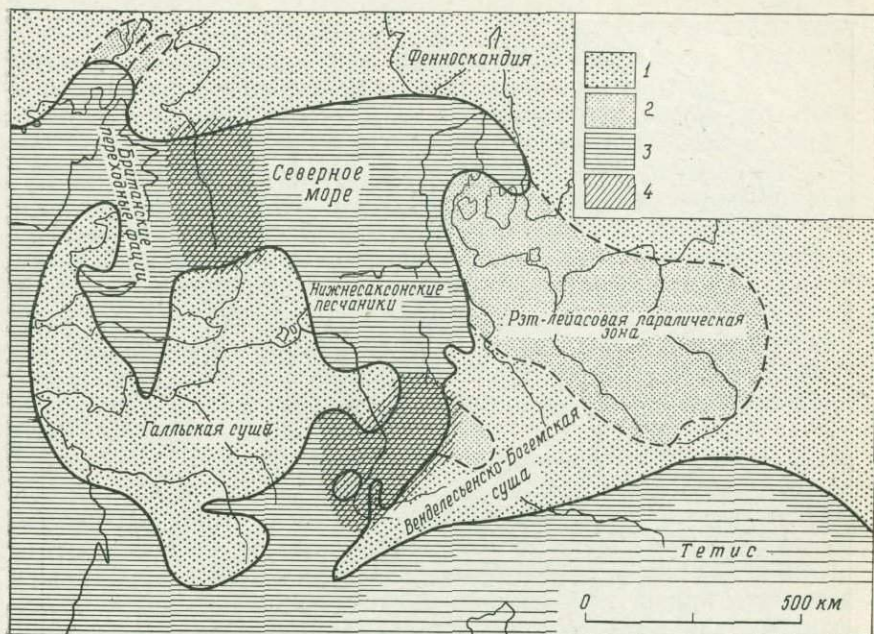 Фенноскандия
1
2
3
4
Британские
переходные фации
Северное
море
Нижнесаксонские
песчаники
Рэт-лейасовая паралическая
зона
Галльская суша
Венделесьенско-Богемская
суша
Тетис
0 500 км